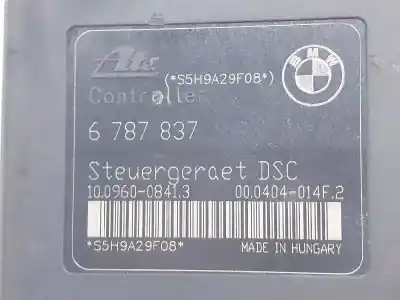 Ate
(*S5H9A29F08*)
BMW
Controller
6 787 837
Steuergeraet DSC
10.0960-0841.3 00.0404-014F.2
*S5H9A29F08* MADE IN HUNGARY